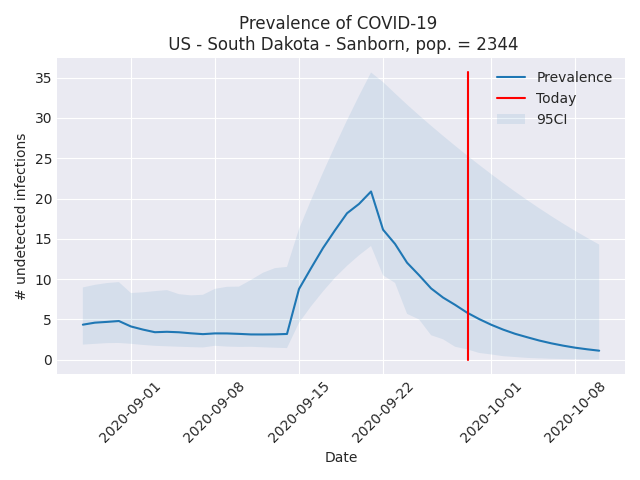 Prevalence of COVID-19
US - South Dakota - Sanborn, pop. = 2344
Prevalence
Today
95CI
# undetected infections
35
30
25
20
15
10
5
0
2020-09-01
2020-09-08
2020-09-15
2020-09-22
2020-10-01
2020-10-08
Date